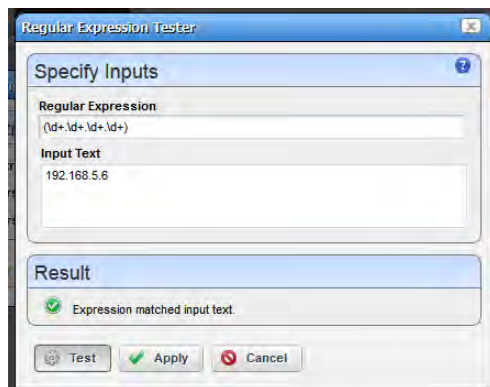 Regular Expression Tester
Specify Inputs
Regular Expression
(\d+.\d+.\d+.\d+)
Input Text
192.168.5.6
Result
Expression matched input text.
Test Apply Cancel